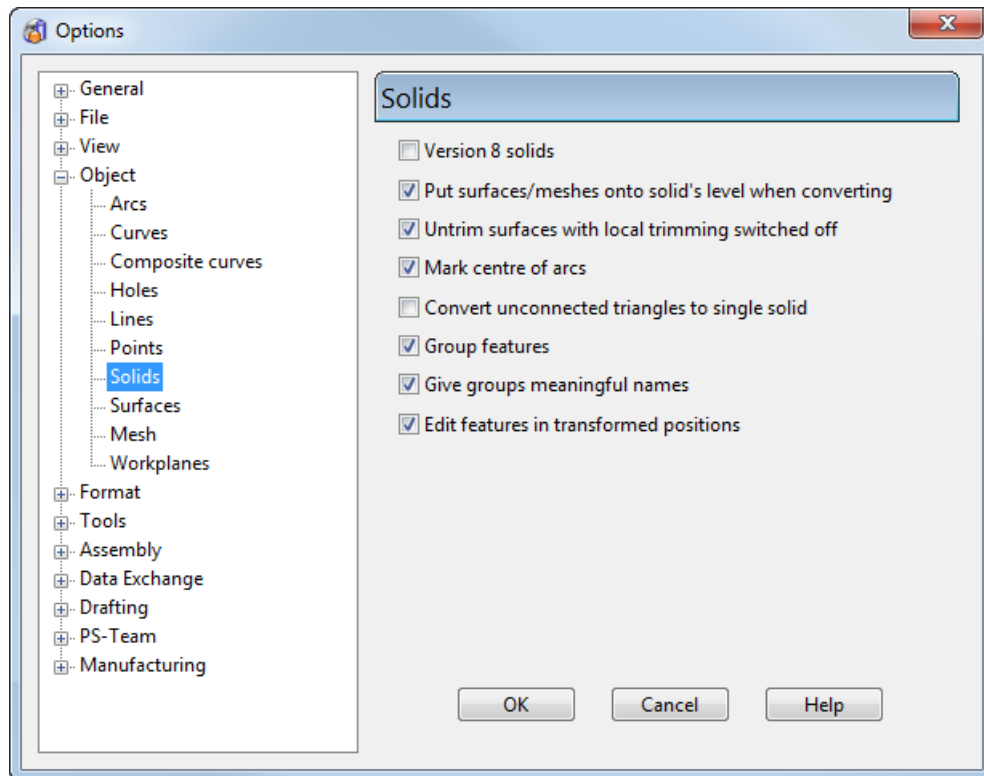 Options
General
File
View
Object
Arcs
Curves
Composite curves
Holes
Lines
Points
Solids
Surfaces
Mesh
Workplanes
Format
Tools
Assembly
Data Exchange
Drafting
PS-Team
Manufacturing
Solids
Version 8 solids
Put surfaces/meshes onto solid's level when converting
Untrim surfaces with local trimming switched off
Mark centre of arcs
Convert unconnected triangles to single solid
Group features
Give groups meaningful names
Edit features in transformed positions
OK Cancel Help